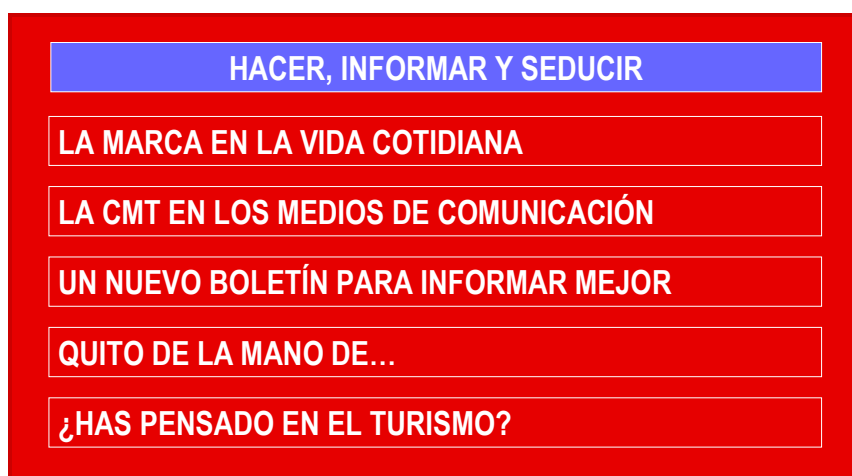 HACER, INFORMAR Y SEDUCIR
LA MARCA EN LA VIDA COTIDIANA
LA CMT EN LOS MEDIOS DE COMUNICACIÓN
UN NUEVO BOLETÍN PARA INFORMAR MEJOR
QUITO DE LA MANO DE…
¿HAS PENSADO EN EL TURISMO?